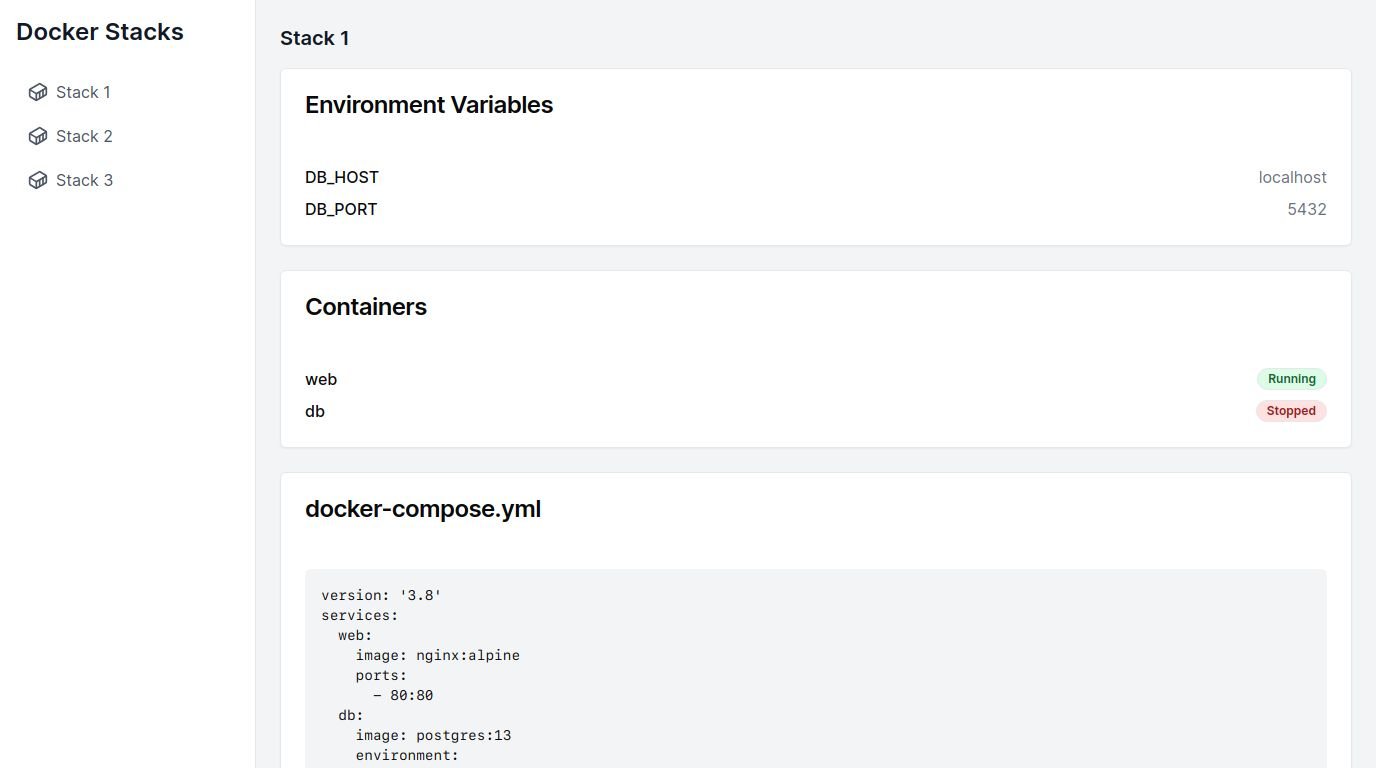 Docker Stacks
Stack 1
Stack 2
Stack 3
Stack 1
Environment Variables
DB_HOST localhost
DB_PORT 5432
Containers
web Running
db Stopped
docker-compose.yml
version: '3.8'
services:
  web:
    image: nginx:alpine
    ports:
      - 80:80
  db:
    image: postgres:13
    environment: